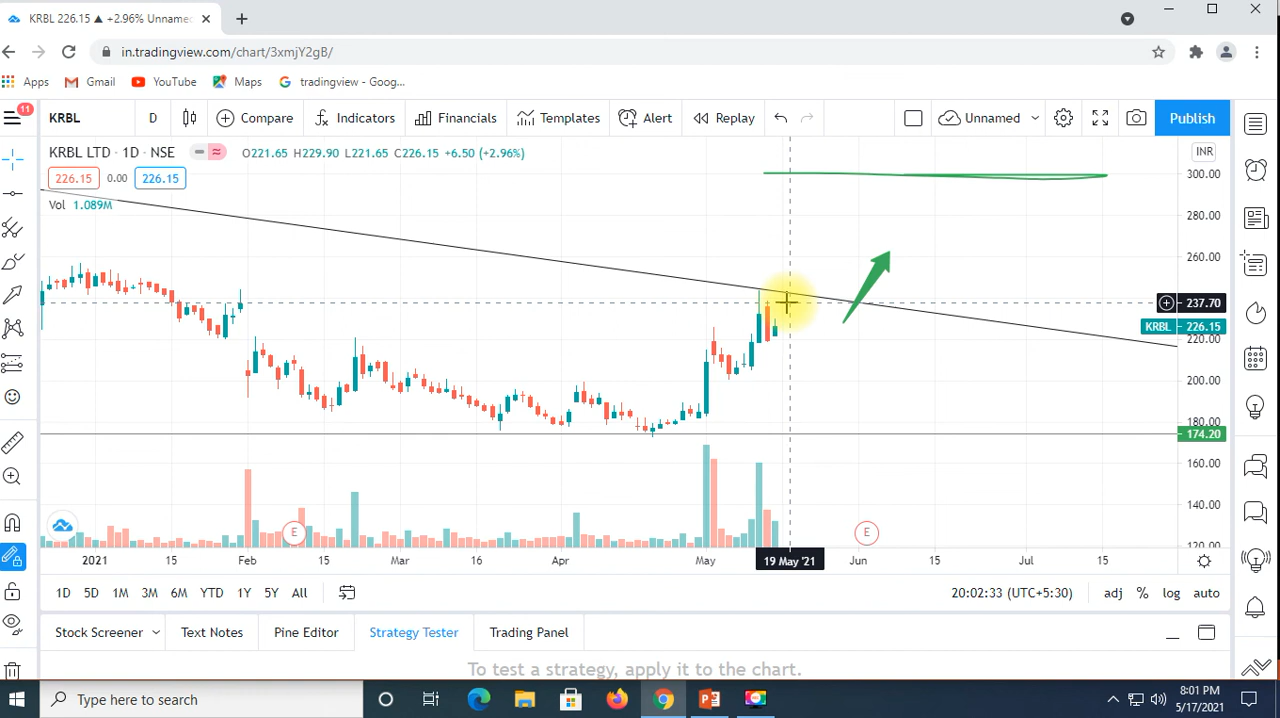 KRBL 226.15 ▲ +2.96% Unname
in.tradingview.com/chart/3xmjY2gB/
Apps Gmail YouTube Maps tradingview - Goog...
11
KRBL D Compare Indicators Financials Templates Alert Replay Unnamed Publish
KRBL LTD · 1D · NSE O221.65 H229.90 L221.65 C226.15 +6.50 (+2.96%) INR
226.15 0.00 226.15
Vol 1.089M
300.00
280.00
260.00
237.70
KRBL 226.15
220.00
200.00
180.00
174.20
160.00
140.00
120.00
E E
2021 15 Feb 15 Mar 16 Apr May 19 May '21 Jun 15 Jul 15
1D 5D 1M 3M 6M YTD 1Y 5Y All 20:02:33 (UTC+5:30) adj % log auto
Stock Screener Text Notes Pine Editor Strategy Tester Trading Panel
To test a strategy, apply it to the chart.
Type here to search
8:01 PM
5/17/2021